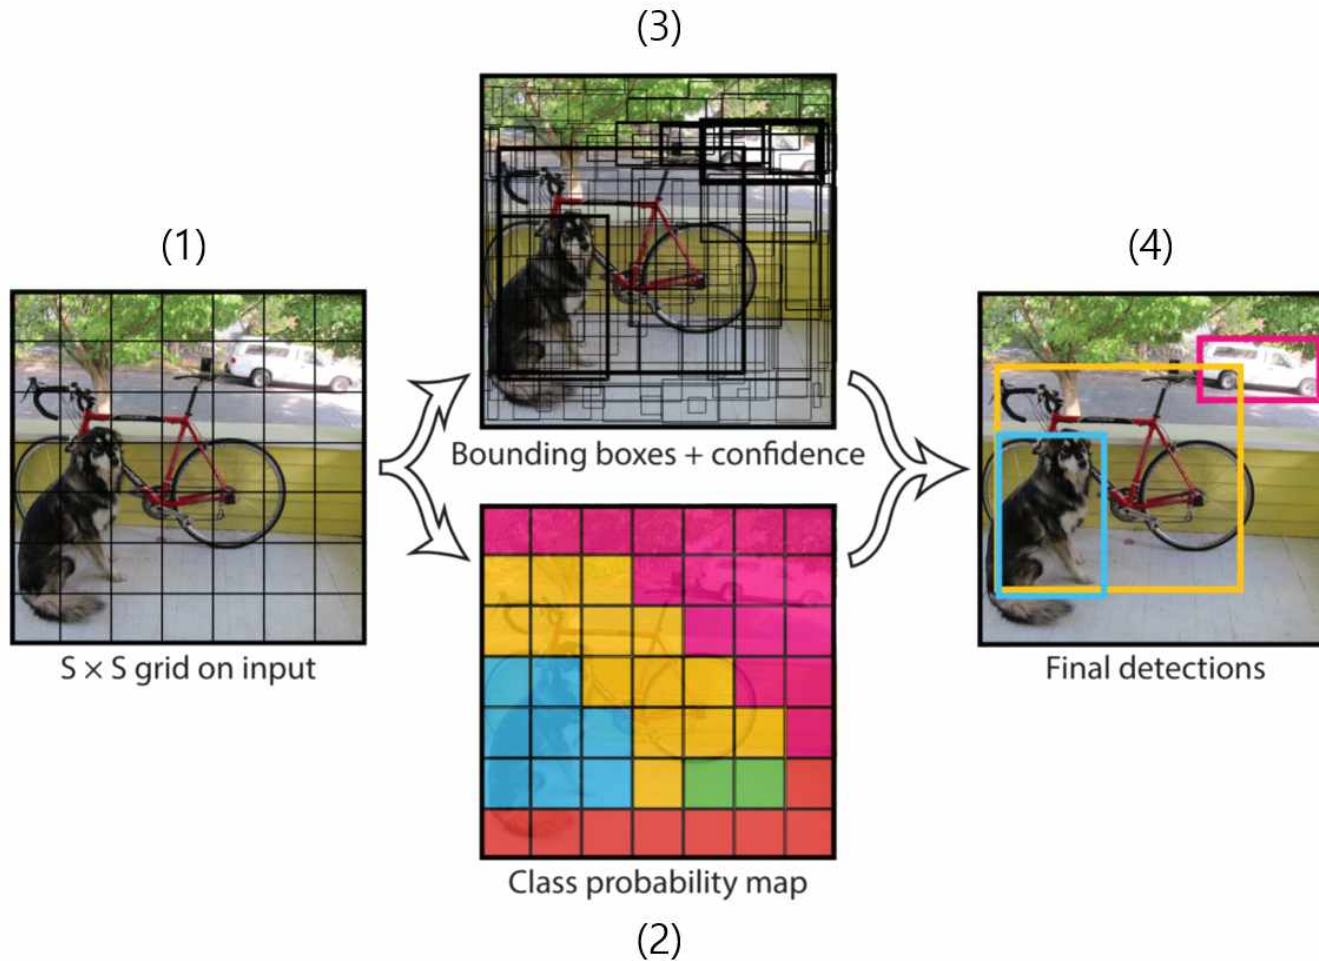 (3)
(1)
(4)
Bounding boxes + confidence
S × S grid on input
Final detections
Class probability map
(2)